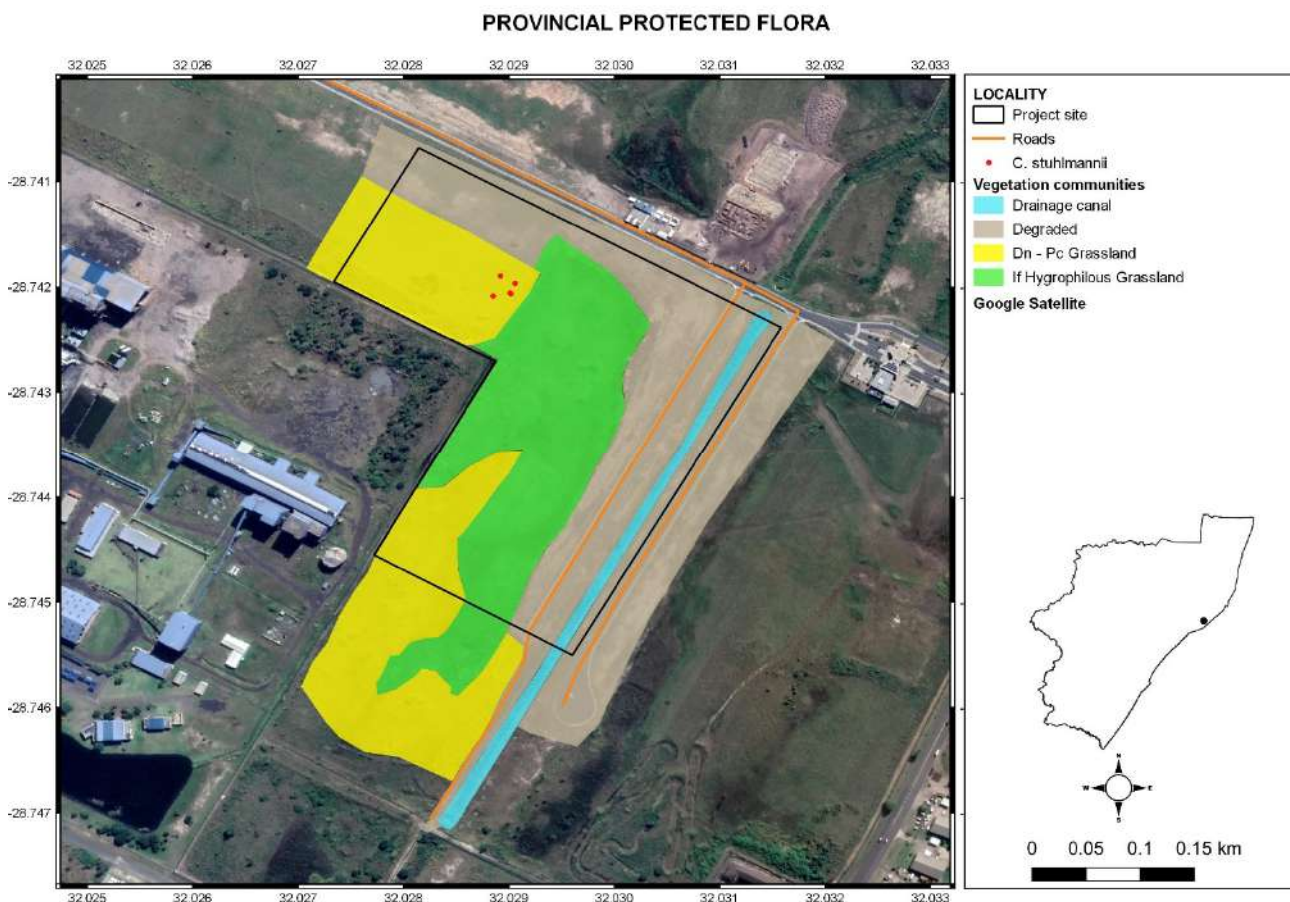 PROVINCIAL PROTECTED FLORA
32.025 32.026 32.027 32.028 32.029 32.030 32.031 32.032 32.033
-28.741
-28.742
-28.743
-28.744
-28.745
-28.746
-28.747
32.025 32.026 32.027 32.028 32.029 32.030 32.031 32.032 32.033
LOCALITY
Project site
Roads
C. stuhlmannii
Vegetation communities
Drainage canal
Degraded
Dn - Pc Grassland
If Hygrophilous Grassland
Google Satellite
N
W E
S
0 0.05 0.1 0.15 km